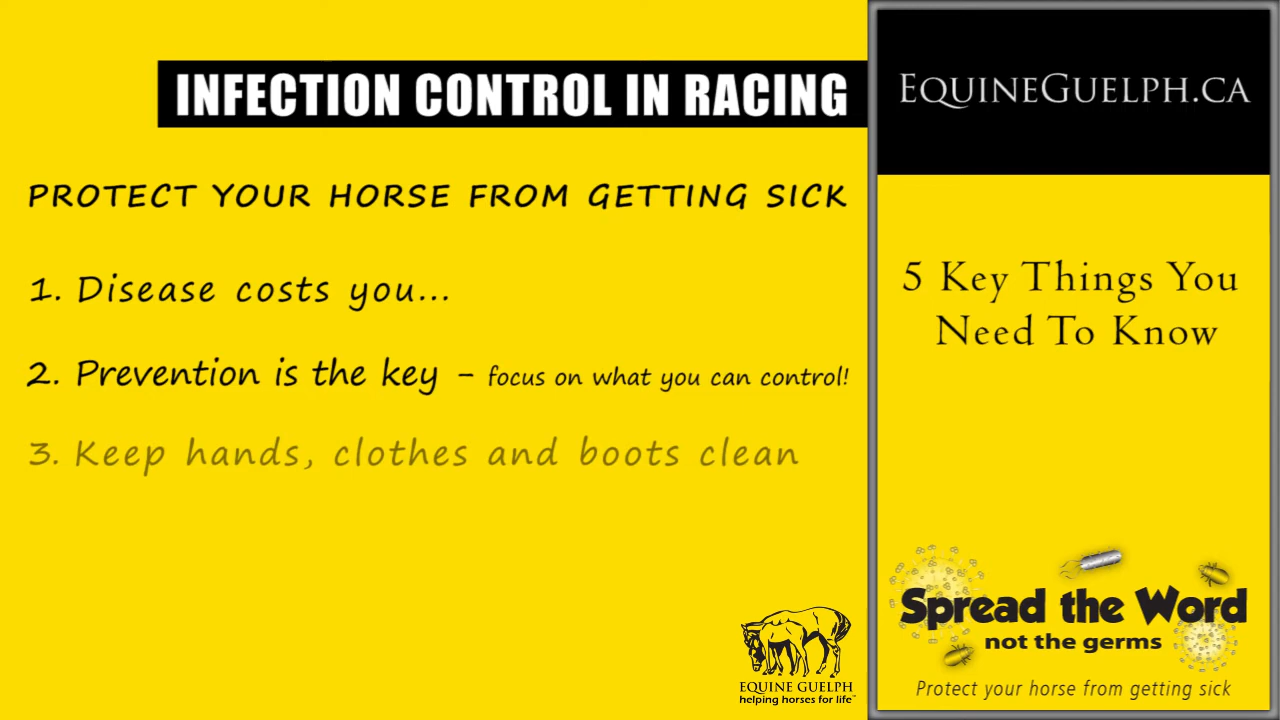 INFECTION CONTROL IN RACING
PROTECT YOUR HORSE FROM GETTING SICK
1. Disease costs you...
2. Prevention is the key - focus on what you can control!
3. Keep hands, clothes and boots clean
EQUINE GUELPH
helping horses for life™
EQUINEGUELPH.CA
5 Key Things You
Need To Know
Spread the Word
not the germs
Protect your horse from getting sick